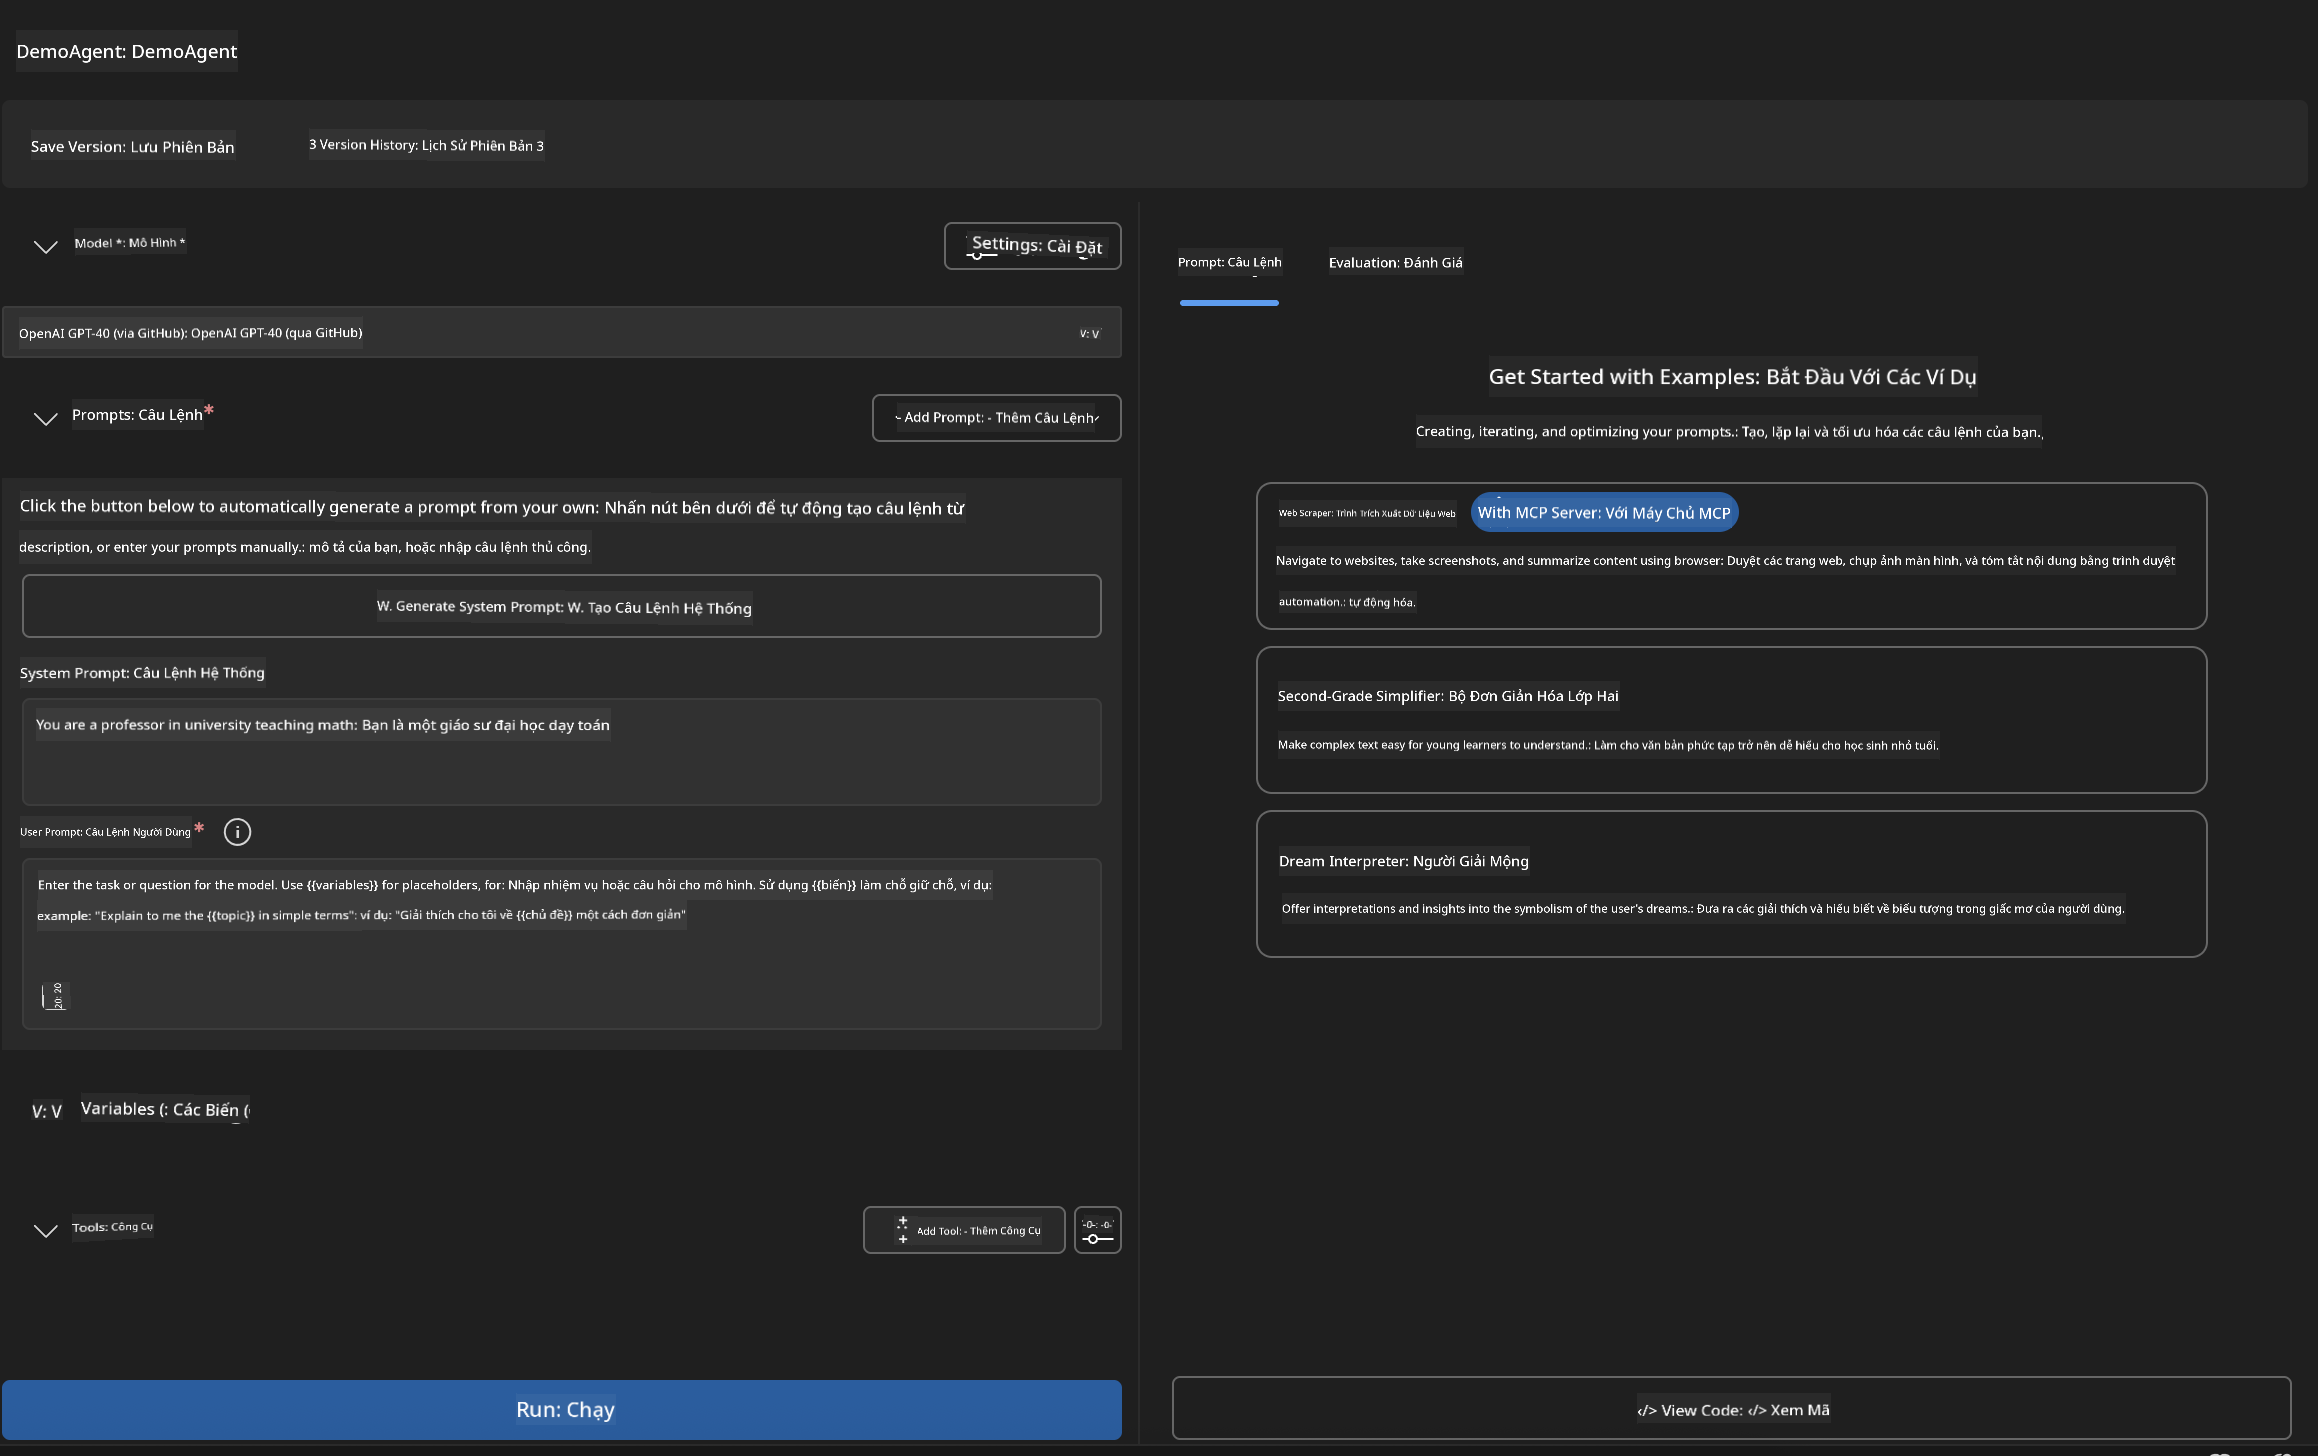 DemoAgent: DemoAgent
Save Version: Lưu Phiên Bản
3 Version History: Lịch Sử Phiên Bản 3
Model *: Mô Hình *
Settings: Cài Đặt
OpenAI GPT-40 (via GitHub): OpenAI GPT-40 (qua GitHub)
V: V
Prompts: Câu Lệnh*
- Add Prompt: - Thêm Câu Lệnh
Click the button below to automatically generate a prompt from your own: Nhấn nút bên dưới để tự động tạo câu lệnh từ
description, or enter your prompts manually.: mô tả của bạn, hoặc nhập câu lệnh thủ công.
W. Generate System Prompt: W. Tạo Câu Lệnh Hệ Thống
System Prompt: Câu Lệnh Hệ Thống
You are a professor in university teaching math: Bạn là một giáo sư đại học dạy toán
User Prompt: Câu Lệnh Người Dùng *
Enter the task or question for the model. Use {{variables}} for placeholders, for: Nhập nhiệm vụ hoặc câu hỏi cho mô hình. Sử dụng {{biến}} làm chỗ giữ chỗ, ví dụ:
example: "Explain to me the {{topic}} in simple terms": ví dụ: "Giải thích cho tôi về {{chủ đề}} một cách đơn giản"
20: 20
V: V
Variables (: Các Biến (
Tools: Công Cụ
Add Tool: - Thêm Công Cụ
-0-: -0-
Run: Chạy
Prompt: Câu Lệnh
Evaluation: Đánh Giá
Get Started with Examples: Bắt Đầu Với Các Ví Dụ
Creating, iterating, and optimizing your prompts.: Tạo, lặp lại và tối ưu hóa các câu lệnh của bạn.
Web Scraper: Trình Trích Xuất Dữ Liệu Web
With MCP Server: Với Máy Chủ MCP
Navigate to websites, take screenshots, and summarize content using browser: Duyệt các trang web, chụp ảnh màn hình, và tóm tắt nội dung bằng trình duyệt
automation.: tự động hóa.
Second-Grade Simplifier: Bộ Đơn Giản Hóa Lớp Hai
Make complex text easy for young learners to understand.: Làm cho văn bản phức tạp trở nên dễ hiểu cho học sinh nhỏ tuổi.
Dream Interpreter: Người Giải Mộng
Offer interpretations and insights into the symbolism of the user's dreams.: Đưa ra các giải thích và hiểu biết về biểu tượng trong giấc mơ của người dùng.
</> View Code: </> Xem Mã